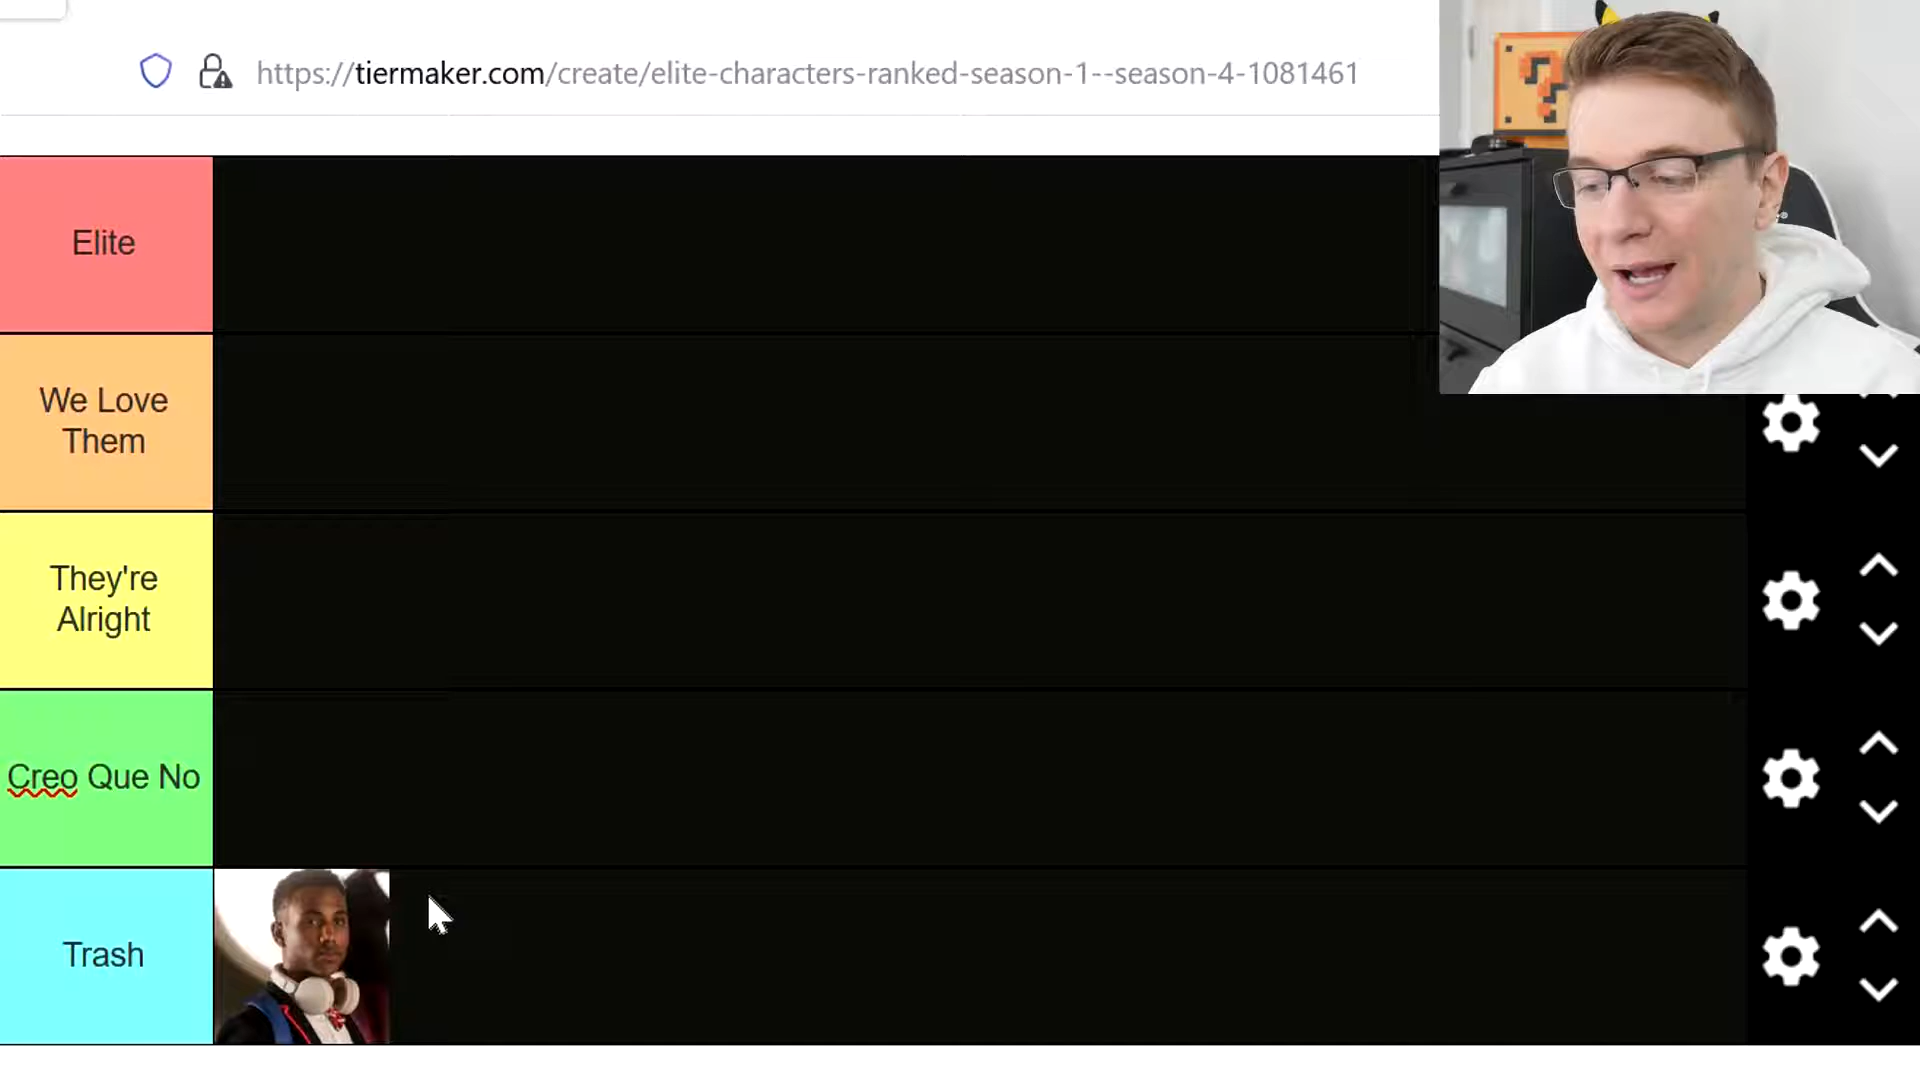 https://tiermaker.com/create/elite-characters-ranked-season-1--season-4-1081461
Elite
We Love
Them
They're
Alright
Creo Que No
Trash